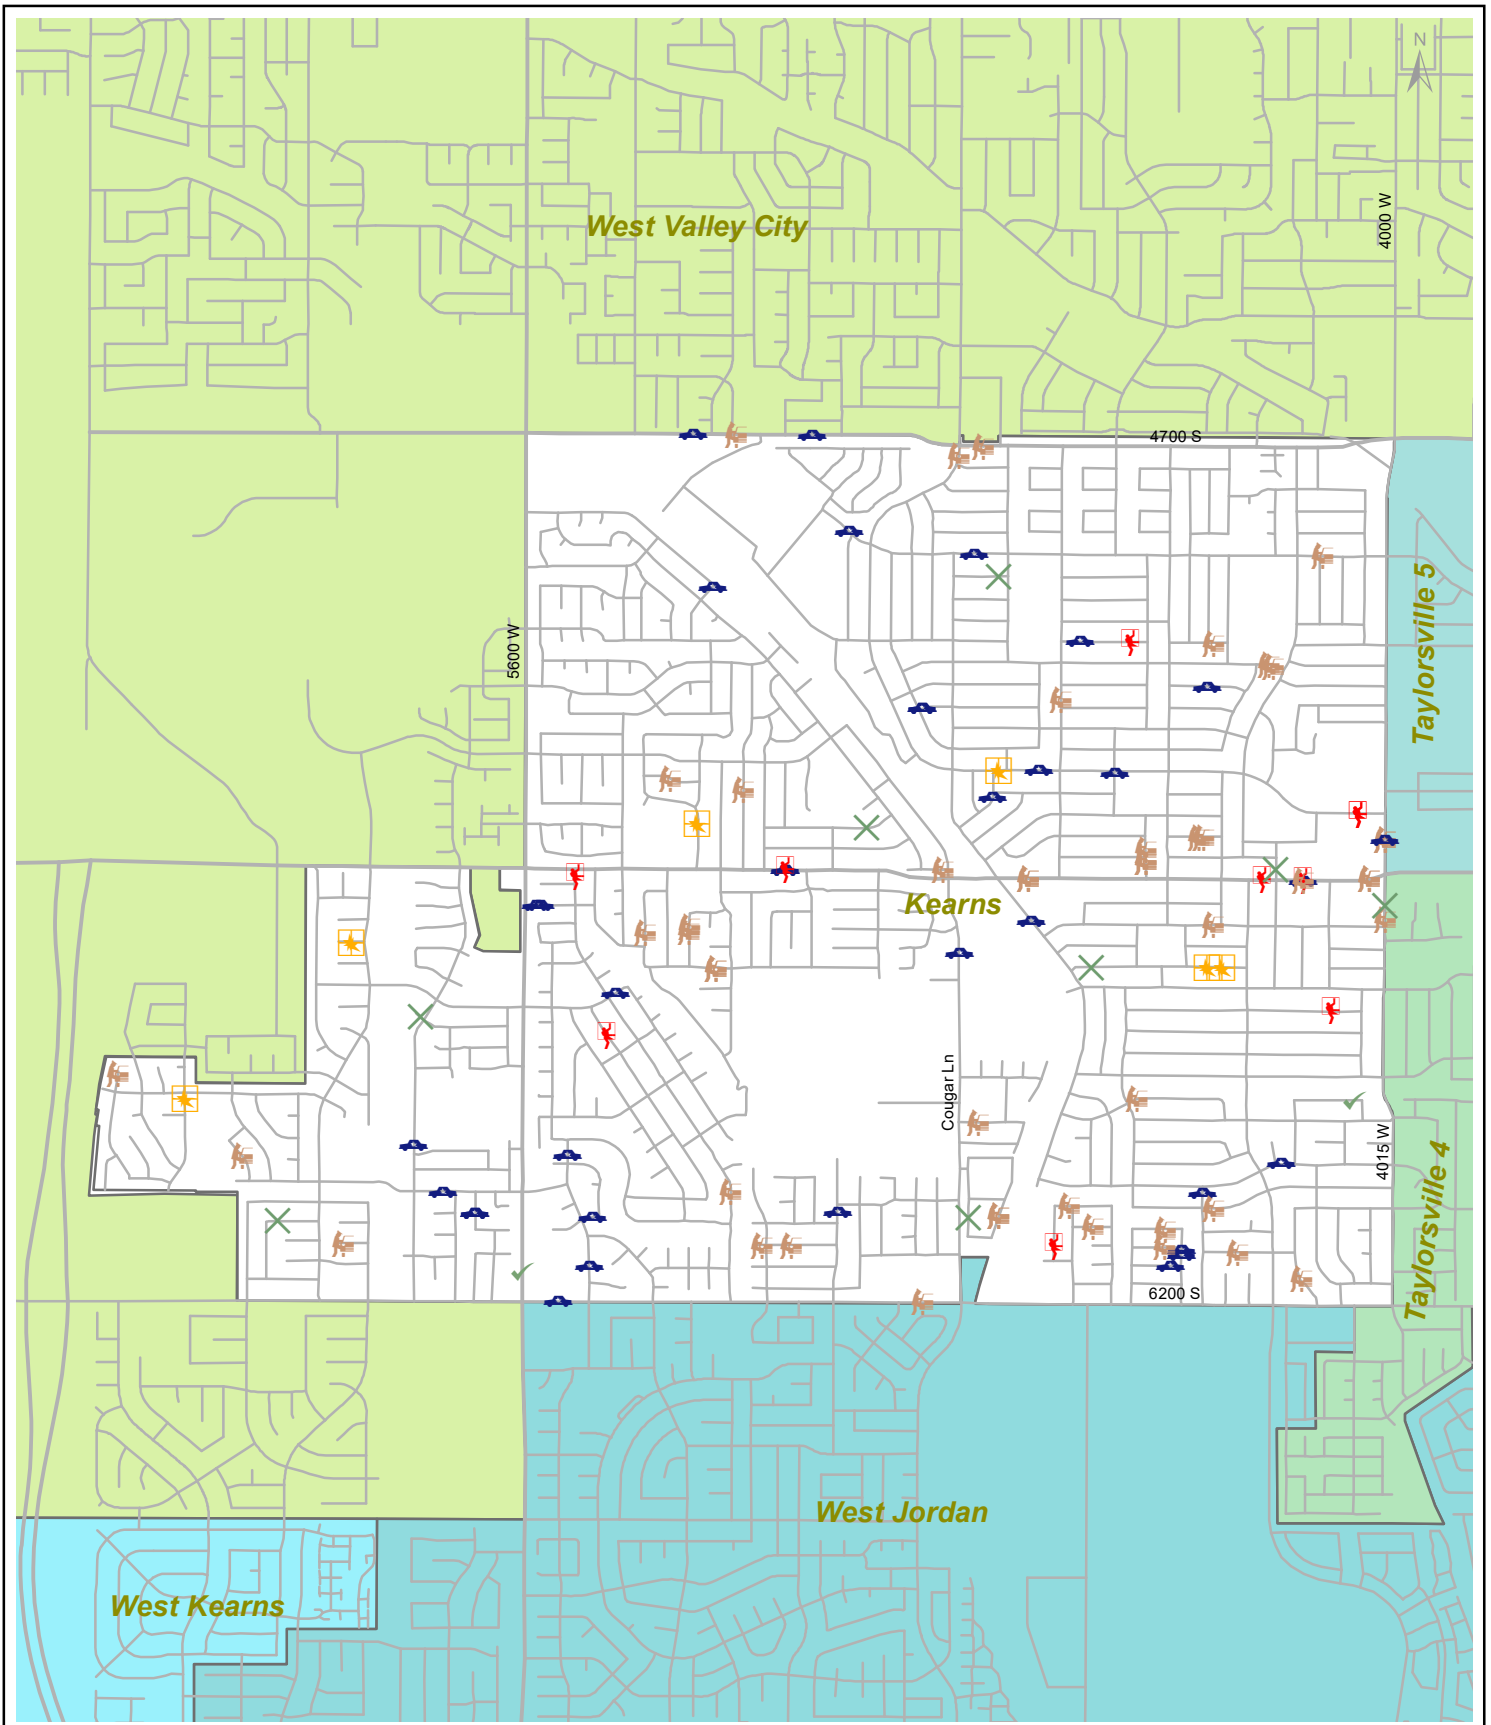 N
4000 W
West Valley City
4700 S
Taylorsville 5
5600 W
Kearns
Cougar Ln
4015 W
Taylorsville 4
6200 S
West Jordan
West Kearns